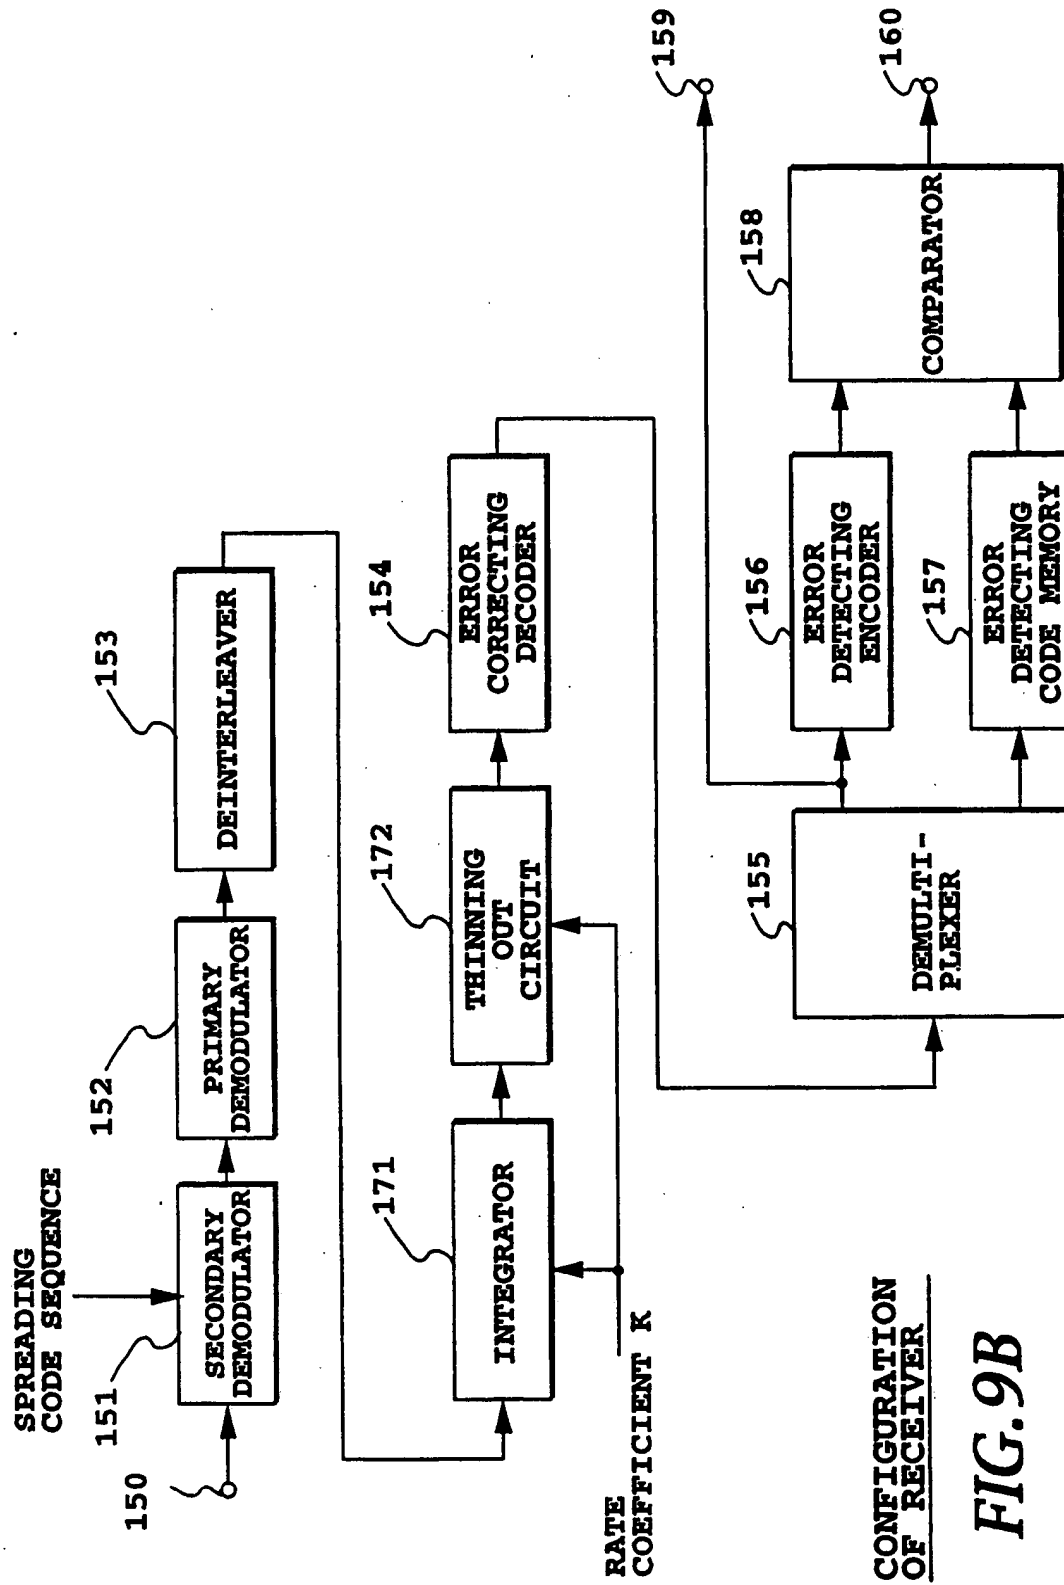 SPREADING
CODE SEQUENCE
150
151
SECONDARY
DEMODULATOR
152
PRIMARY
DEMODULATOR
153
DEINTERLEAVER
171
INTEGRATOR
172
THINNING
OUT
CIRCUIT
154
ERROR
CORRECTING
DECODER
RATE
COEFFICIENT K
155
DEMULTI-
PLEXER
156
ERROR
DETECTING
ENCODER
157
ERROR
DETECTING
CODE MEMORY
158
COMPARATOR
159
160
CONFIGURATION
OF RECEIVER
FIG.9B